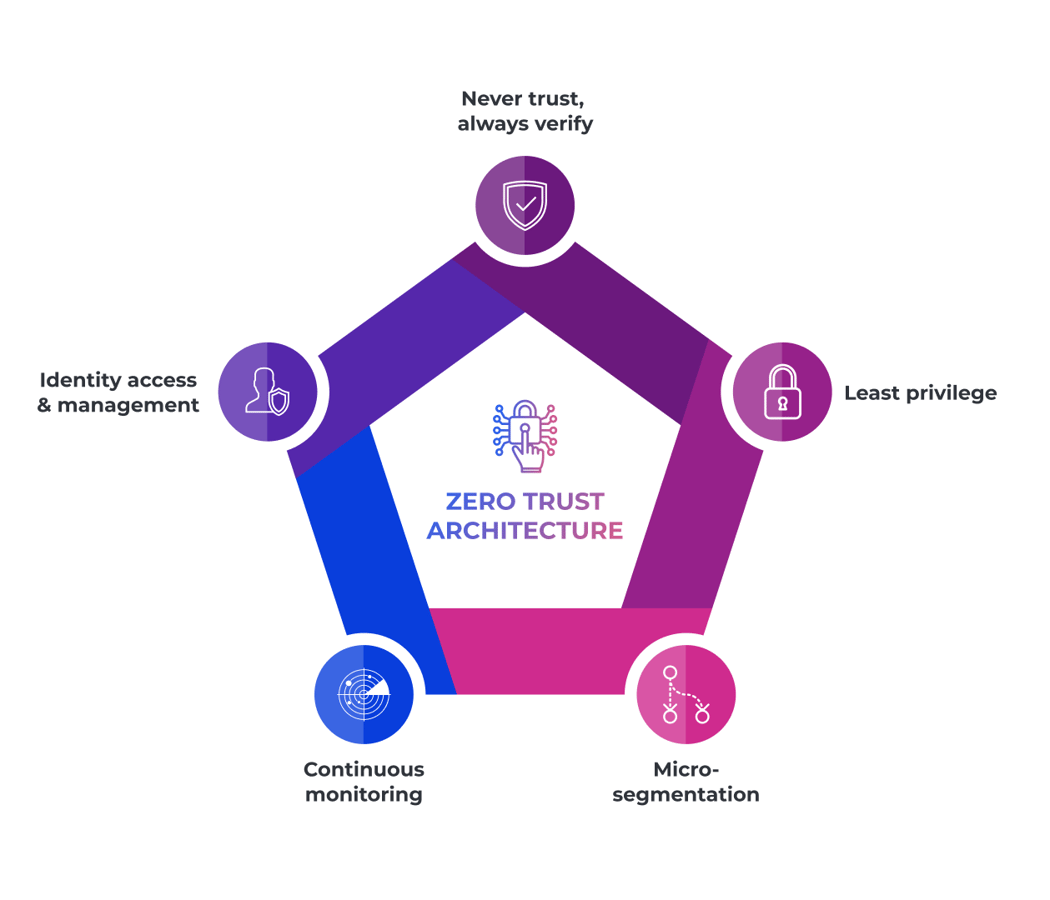 Never trust,
always verify
Identity access
& management
Least privilege
ZERO TRUST
ARCHITECTURE
Continuous
monitoring
Micro-
segmentation